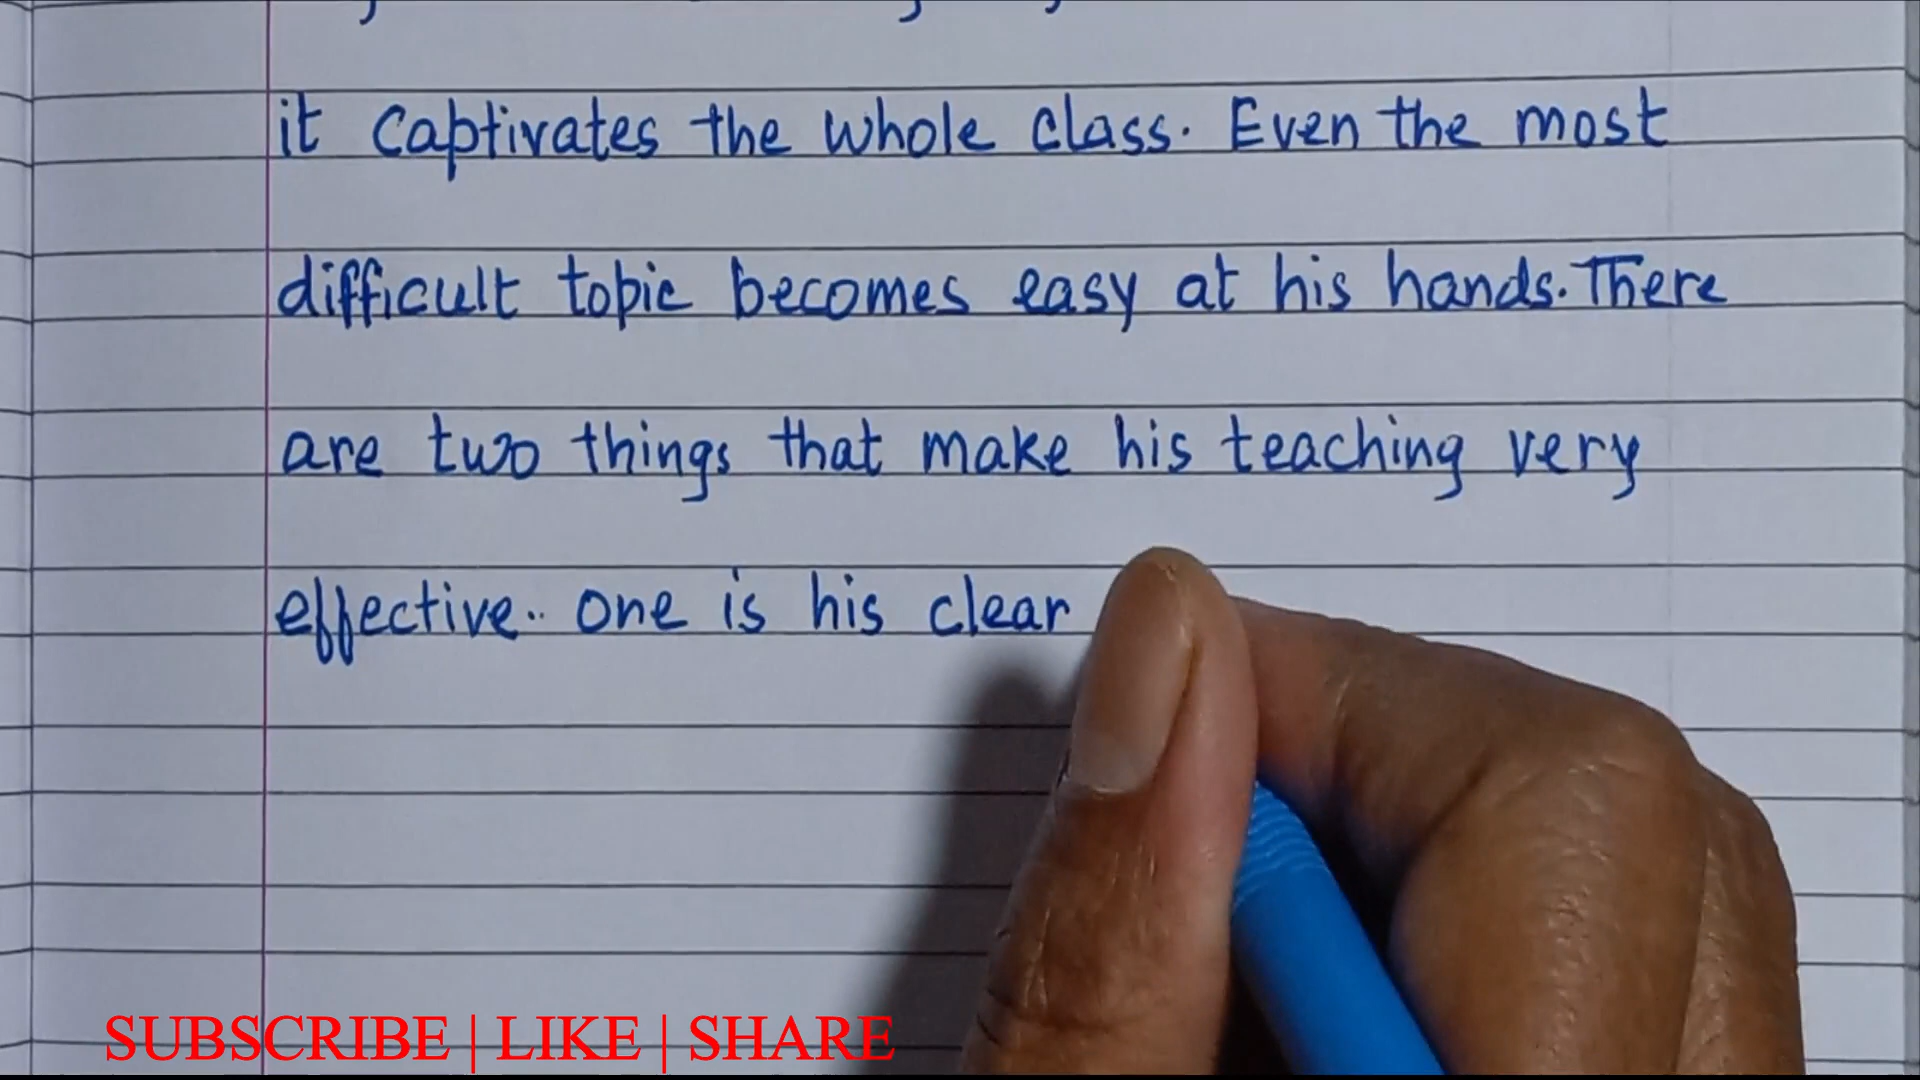 it captivates the whole class. Even the most
difficult topic becomes easy at his hands. There
are two things that make his teaching very
effective.. one is his clear
SUBSCRIBE | LIKE | SHARE